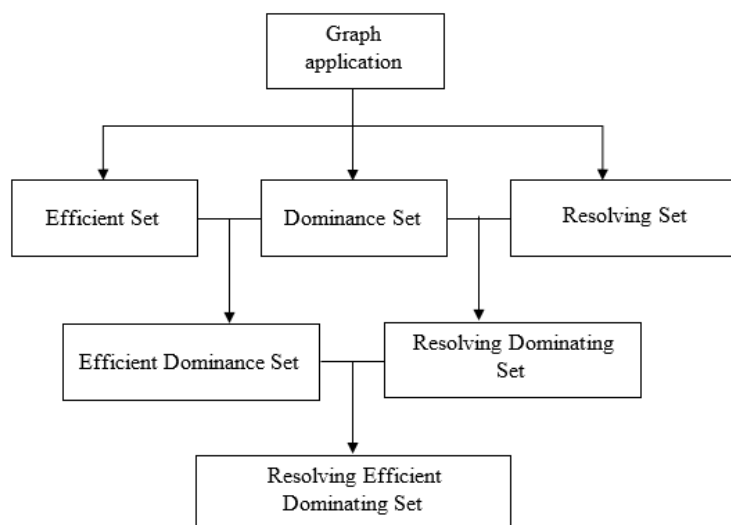 Graph
application
Efficient Set
Dominance Set
Resolving Set
Efficient Dominance Set
Resolving Dominating
Set
Resolving Efficient
Dominating Set